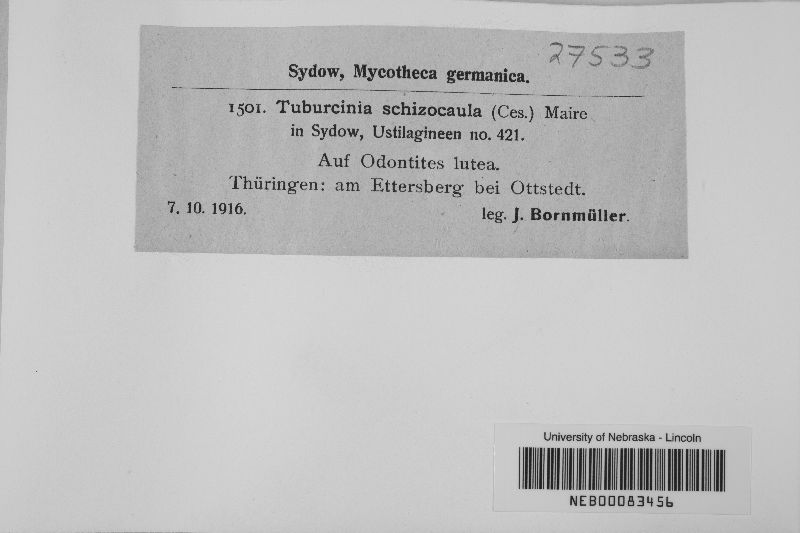 27533
Sydow, Mycotheca germanica.
1501. Tuburcinia schizocaula (Ces.) Maire
in Sydow, Ustilagineen no. 421.
Auf Odontites lutea.
Thüringen: am Ettersberg bei Ottstedt.
7. 10. 1916. leg. J. Bornmüller.
University of Nebraska - Lincoln
NEB00083456